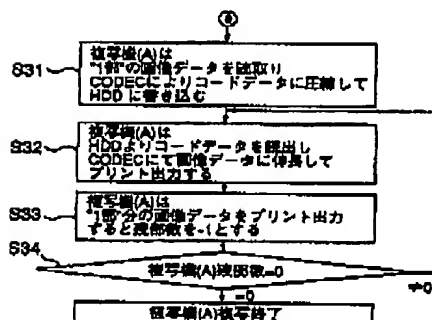 a
S31
複写機(A)は
"1部"の画像データを読取り
CODECによりコードデータに圧縮して
HDDに書き込む
S32
複写機(A)は
HDDよりコードデータを読出し
CODECにて画像データに伸長して
プリント出力する
S33
複写機(A)は
"1部"分の画像データをプリント出力
すると残部数を-1とする
S34
複写機(A)残部数=0
≠0
=0
複写機(A)複写終了